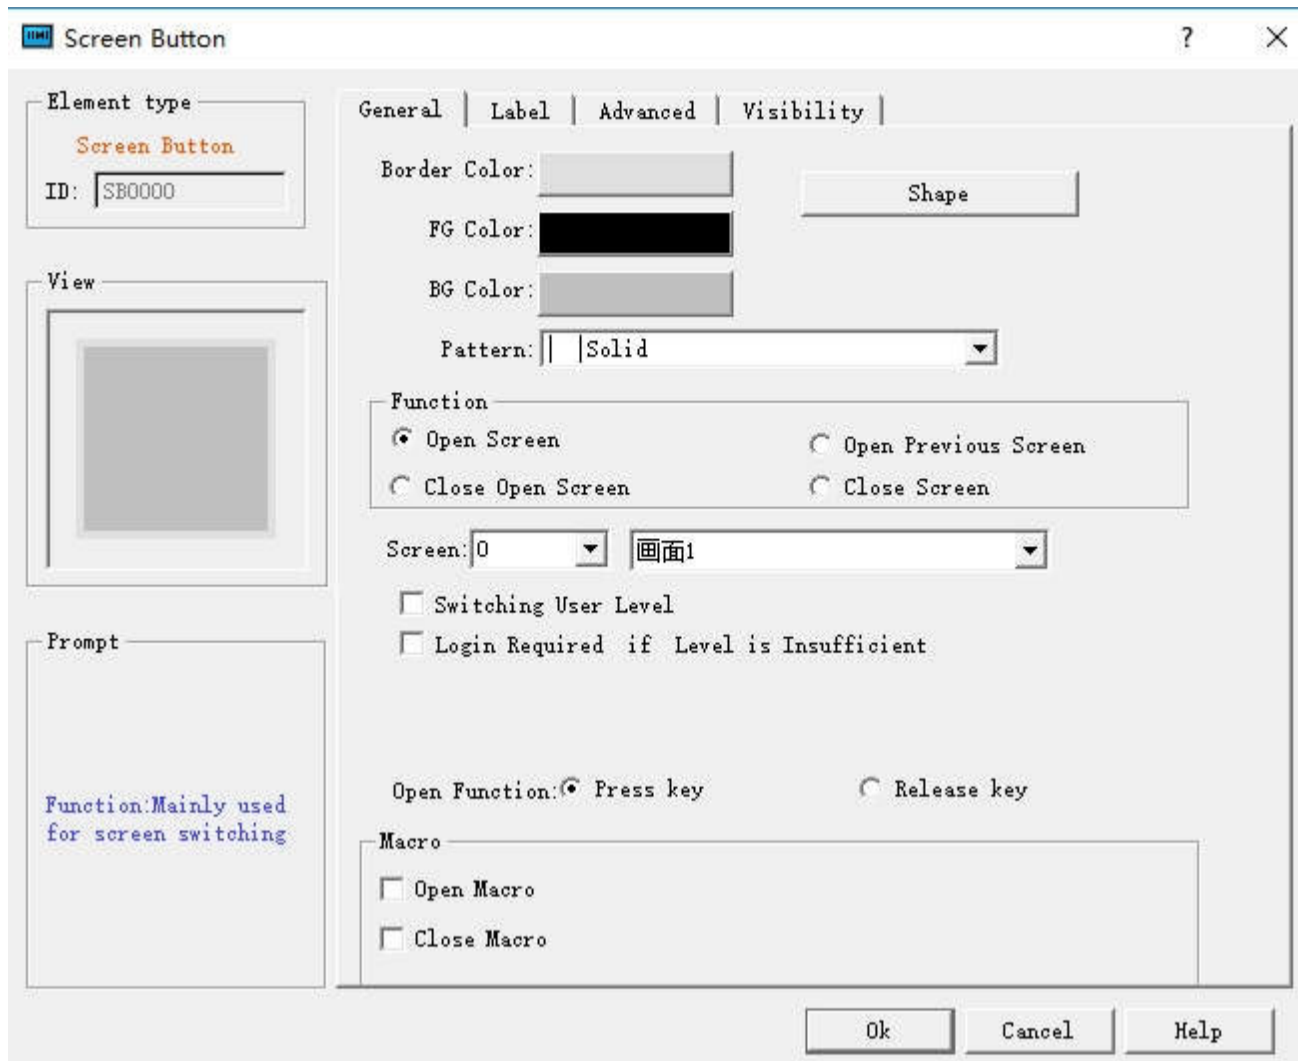 Screen Button
Element type
Screen Button
ID: SB0000
View
Prompt
Function:Mainly used
for screen switching
General Label Advanced Visibility
Border Color:
Shape
FG Color:
BG Color:
Pattern: Solid
Function
Open Screen Open Previous Screen
Close Open Screen Close Screen
Screen: 0 画面1
Switching User Level
Login Required if Level is Insufficient
Open Function: Press key Release key
Macro
Open Macro
Close Macro
Ok Cancel Help